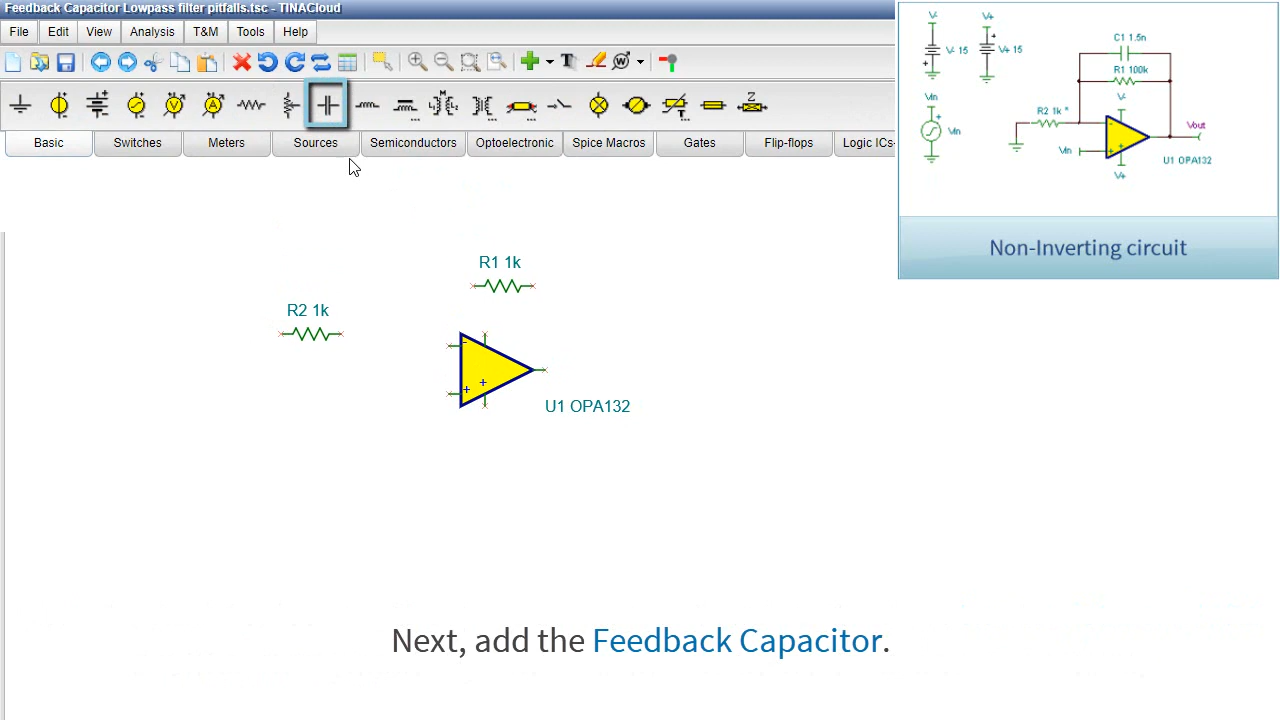 Feedback Capacitor Lowpass filter pitfalls.tsc - TINACloud
File Edit View Analysis T&M Tools Help
Basic Switches Meters Sources Semiconductors Optoelectronic Spice Macros Gates Flip-flops Logic ICs-
V- V+
V- 15 V+ 15
C1 1.5n
R1 100k
V-
Vin
Vin
R2 1k *
Vin
Vout
U1 OPA132
V+
Non-Inverting circuit
R1 1k
R2 1k
U1 OPA132
Next, add the Feedback Capacitor.